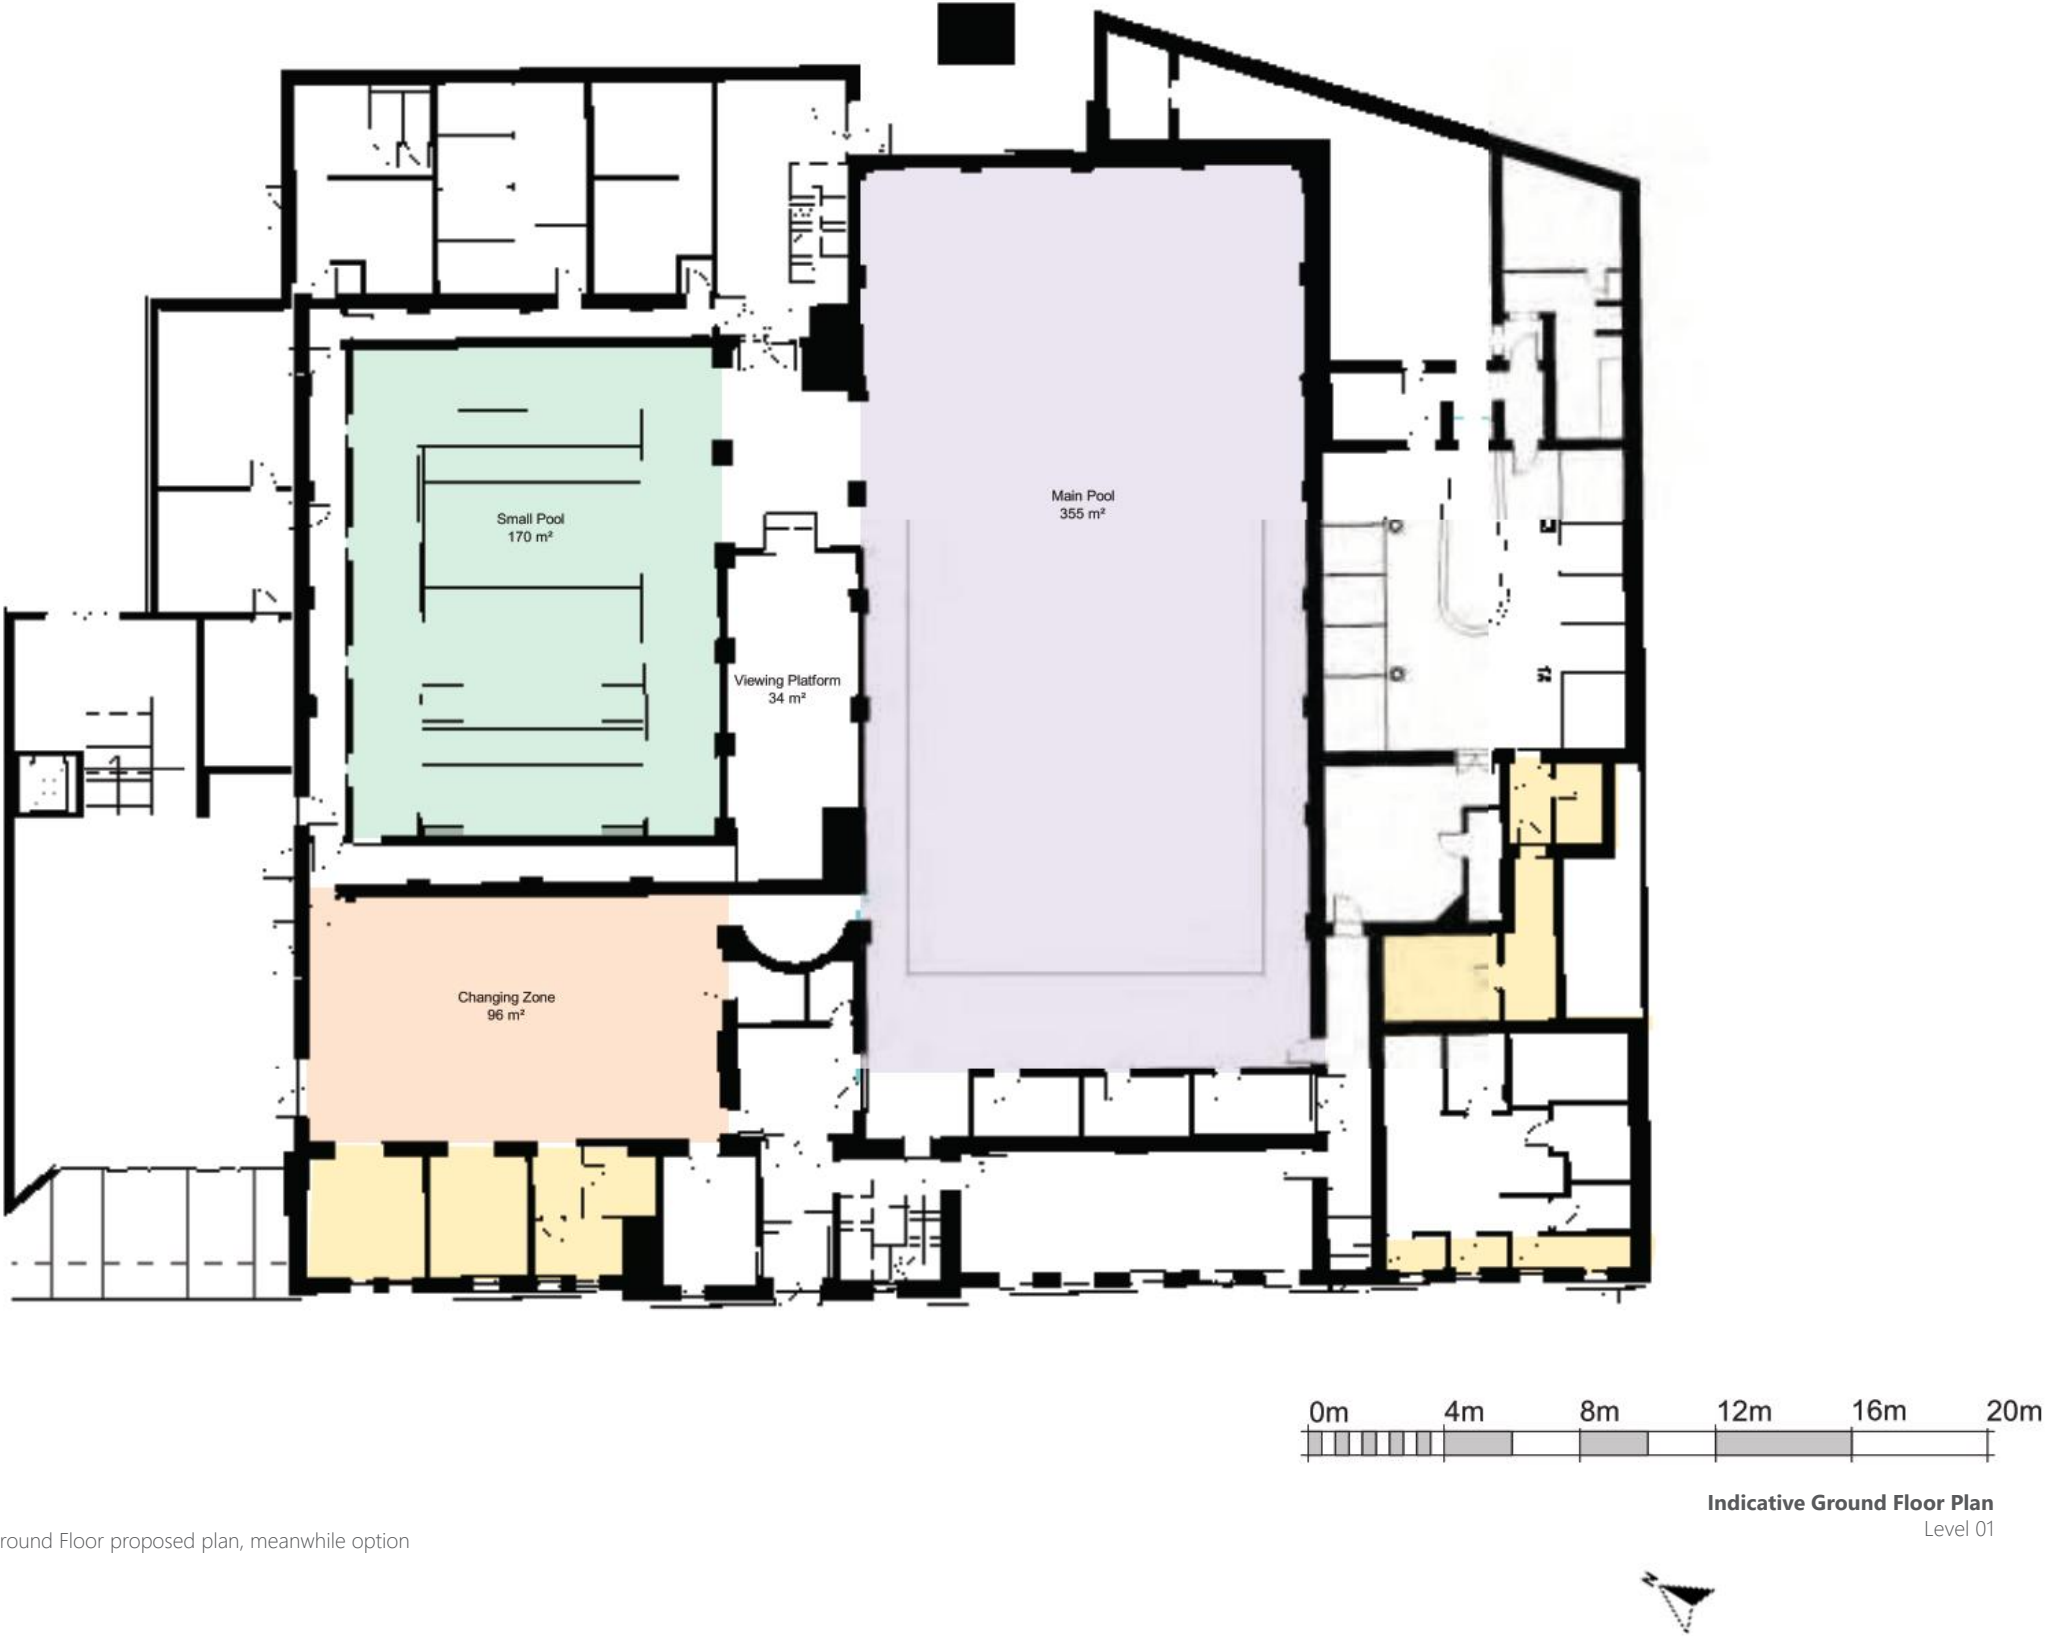 Main Pool
355 m²
Small Pool
170 m²
Viewing Platform
34 m²
Changing Zone
96 m²
0m 4m 8m 12m 16m 20m
Indicative Ground Floor Plan
Level 01
round Floor proposed plan, meanwhile option
N